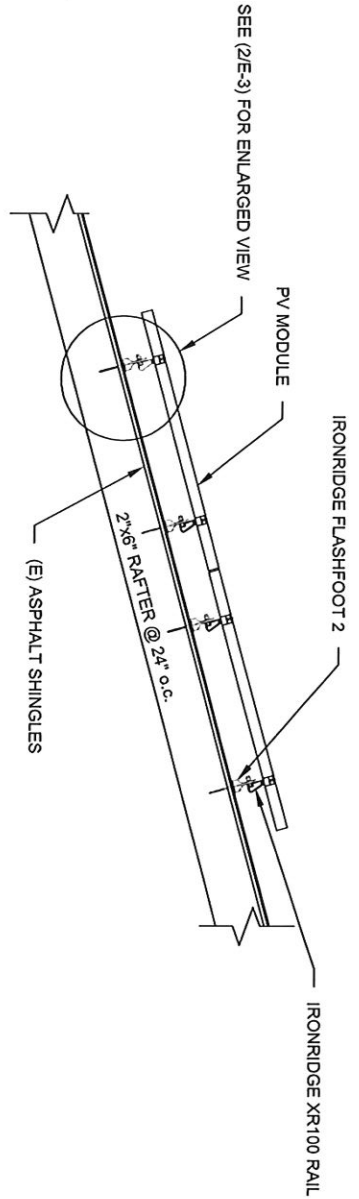 SEE (2/E-3) FOR ENLARGED VIEW
PV MODULE
IRONRIDGE FLASHFOOT 2
IRONRIDGE XR100 RAIL
2"x6" RAFTER @ 24" o.c.
(E) ASPHALT SHINGLES